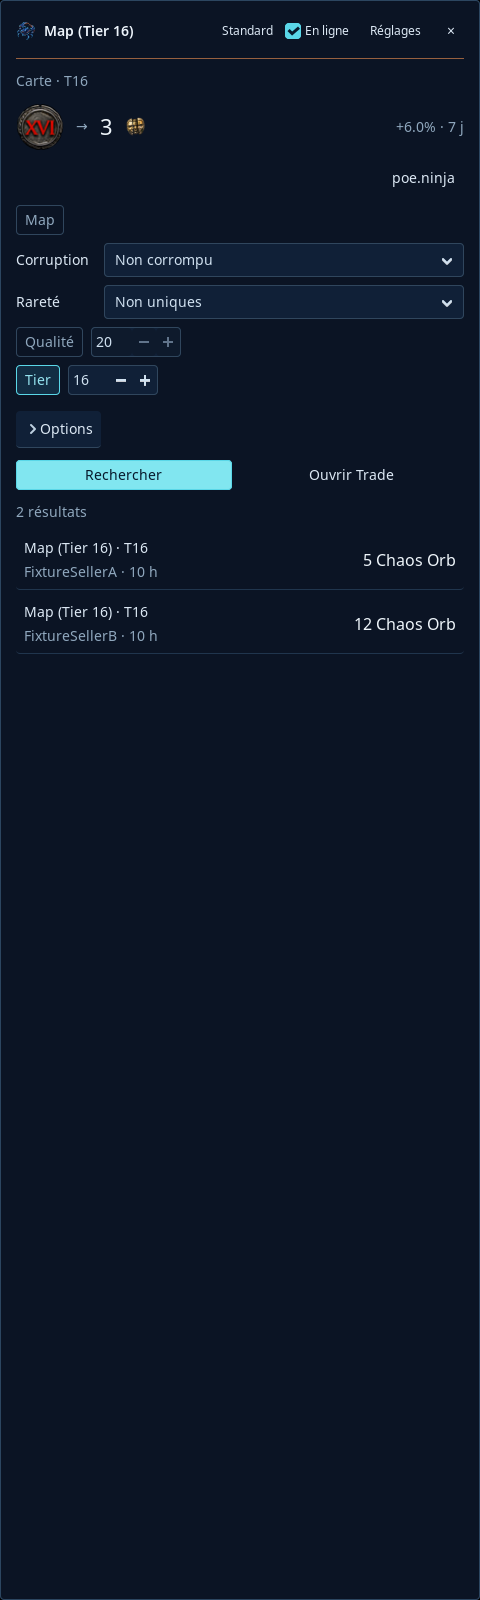 Map (Tier 16) Standard En ligne Réglages ×
Carte · T16
XVI → 3 +6.0% · 7 j
poe.ninja
Map
Corruption Non corrompu
Rareté Non uniques
Qualité 20 − +
Tier 16 − +
Options
Rechercher Ouvrir Trade
2 résultats
Map (Tier 16) · T16
5 Chaos Orb
FixtureSellerA · 10 h
Map (Tier 16) · T16
12 Chaos Orb
FixtureSellerB · 10 h